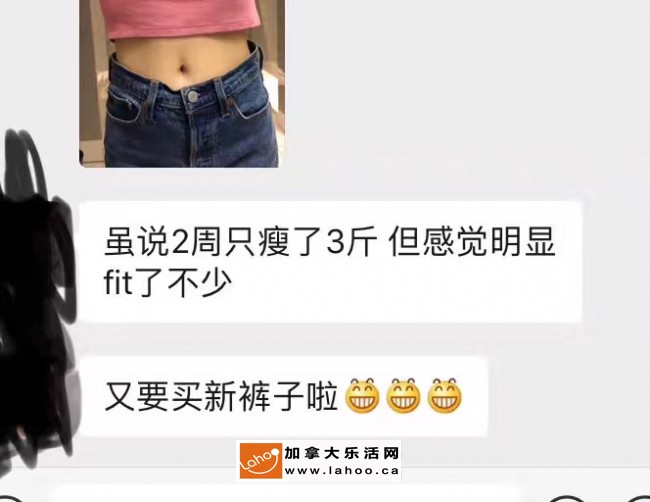 虽说2周只瘦了3斤 但感觉明显
fit了不少
又要买新裤子啦
Lahoo
加拿大乐活网
www.lahoo.ca